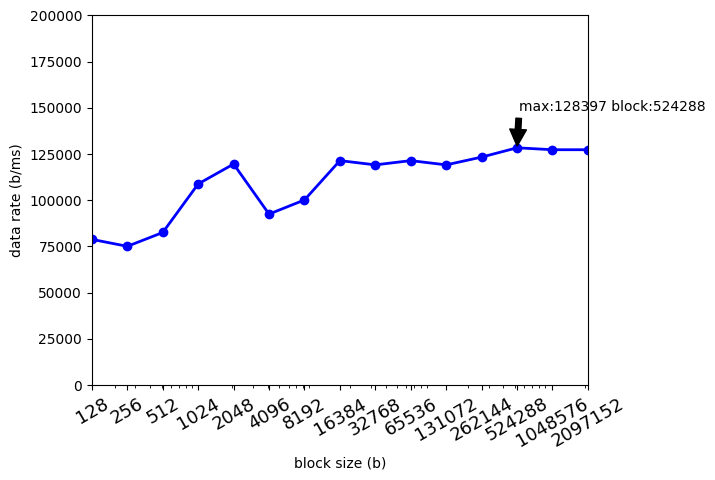 200000
175000
150000
125000
100000
75000
50000
25000
0
data rate (b/ms)
max:128397 block:524288
128 256 512 1024 2048 4096 8192 16384 32768 65536 131072 262144 524288 1048576 2097152
block size (b)